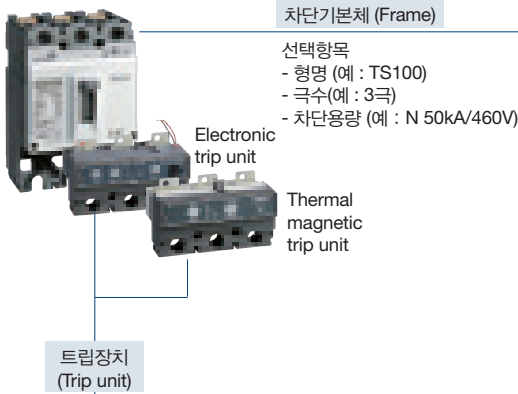 차단기본체 (Frame)
선택항목
- 형명 (예 : TS100)
- 극수(예 : 3극)
- 차단용량 (예 : N 50kA/460V)
Electronic
trip unit
Thermal
magnetic
trip unit
트립장치
(Trip unit)